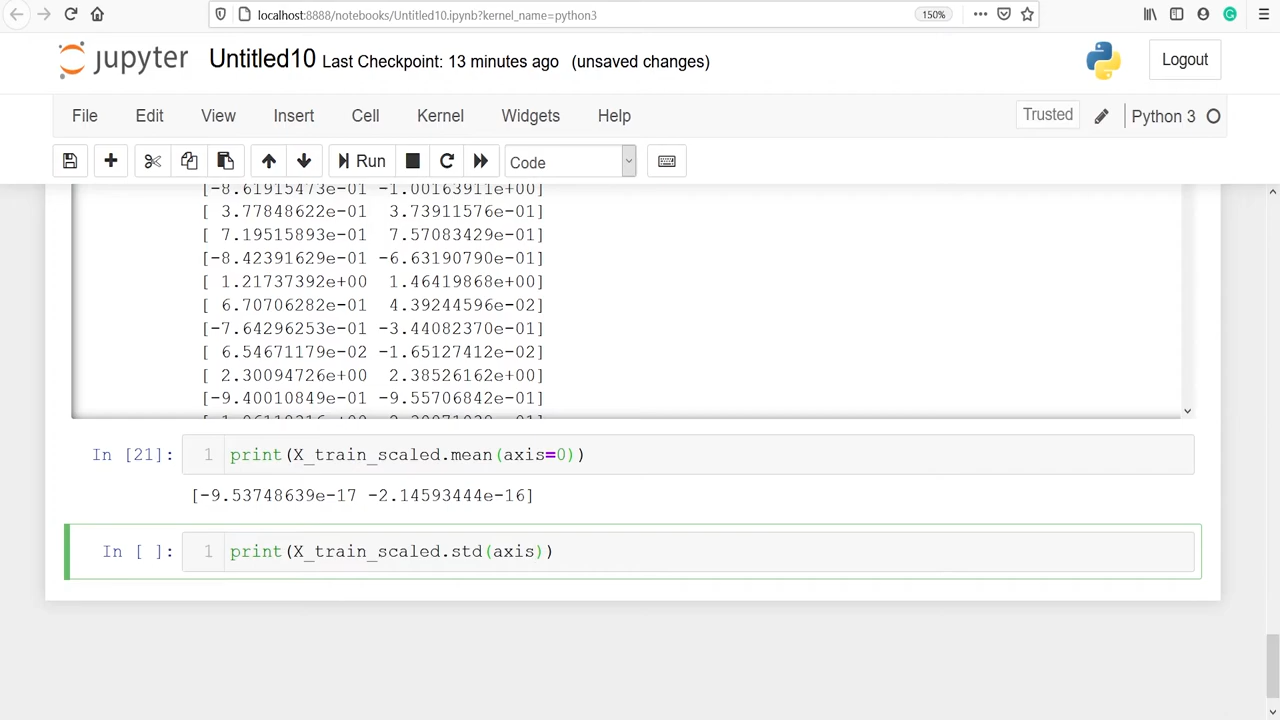 localhost:8888/notebooks/Untitled10.ipynb?kernel_name=python3 150%
jupyter Untitled10 Last Checkpoint: 13 minutes ago (unsaved changes) Logout
File Edit View Insert Cell Kernel Widgets Help Trusted Python 3
Run Code
[-8.61915473e-01 -1.00163911e+00]
[ 3.77848622e-01 3.73911576e-01]
[ 7.19515893e-01 7.57083429e-01]
[-8.42391629e-01 -6.63190790e-01]
[ 1.21737392e+00 1.46419868e+00]
[ 6.70706282e-01 4.39244596e-02]
[-7.64296253e-01 -3.44082370e-01]
[ 6.54671179e-02 -1.65127412e-02]
[ 2.30094726e+00 2.38526162e+00]
[-9.40010849e-01 -9.55706842e-01]
In [21]: 1 print(X_train_scaled.mean(axis=0))
[-9.53748639e-17 -2.14593444e-16]
In [ ]: 1 print(X_train_scaled.std(axis))